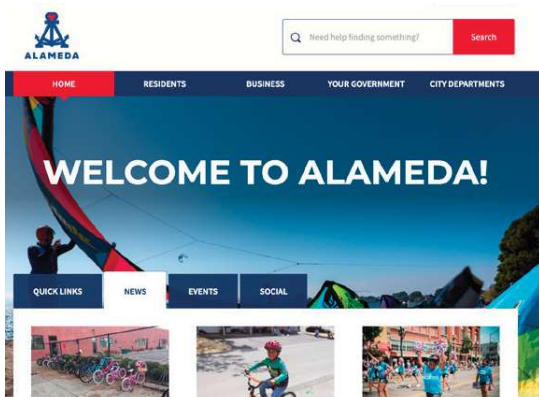 ALAMEDA
Need help finding something?
Search
HOME
RESIDENTS
BUSINESS
YOUR GOVERNMENT
CITY DEPARTMENTS
WELCOME TO ALAMEDA!
QUICK LINKS
NEWS
EVENTS
SOCIAL